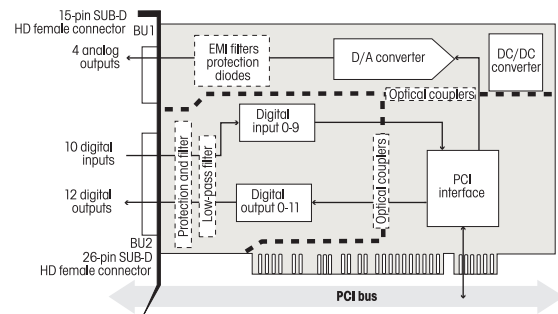 15-pin SUB-D
HD female connector
BU1
4 analog
outputs
EMI filters
protection
diodes
D/A converter
DC/DC
converter
Optical couplers
Digital
input 0-9
10 digital
inputs
Protection and filter
Low-pass filter
Optical couplers
PCI
interface
12 digital
outputs
Digital
output 0-11
BU2
26-pin SUB-D
HD female connector
PCI bus